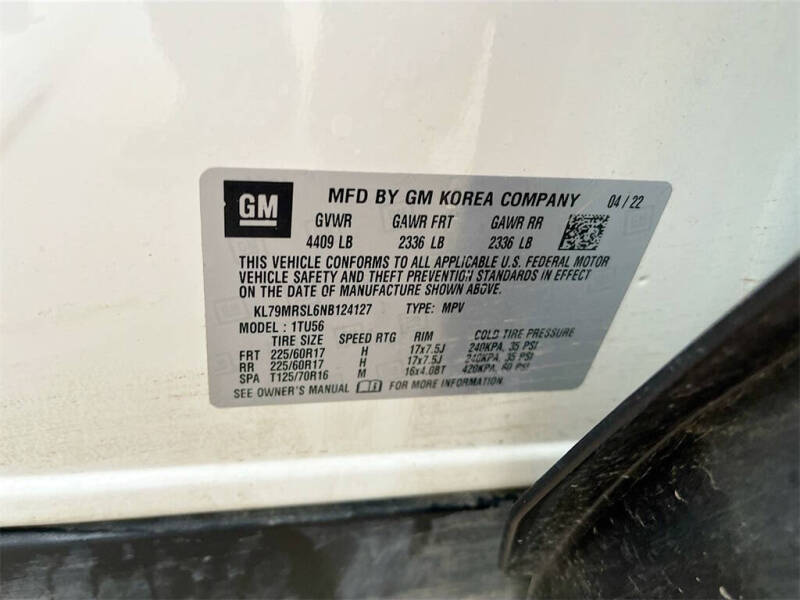 GM MFD BY GM KOREA COMPANY 04 / 22
GVWR GAWR FRT GAWR RR
4409 LB 2336 LB 2336 LB
THIS VEHICLE CONFORMS TO ALL APPLICABLE U.S. FEDERAL MOTOR
VEHICLE SAFETY AND THEFT PREVENTION STANDARDS IN EFFECT
ON THE DATE OF MANUFACTURE SHOWN ABOVE.
KL79MRSL6NB124127 TYPE: MPV
MODEL : 1TU56
TIRE SIZE SPEED RTG RIM COLD TIRE PRESSURE
FRT 225/60R17 H 17x7.5J 240KPA, 35 PSI
RR 225/60R17 H 17x7.5J 240KPA, 35 PSI
SPA T125/70R16 M 16x4.0BT 420KPA, 60 PSI
SEE OWNER'S MANUAL FOR MORE INFORMATION.